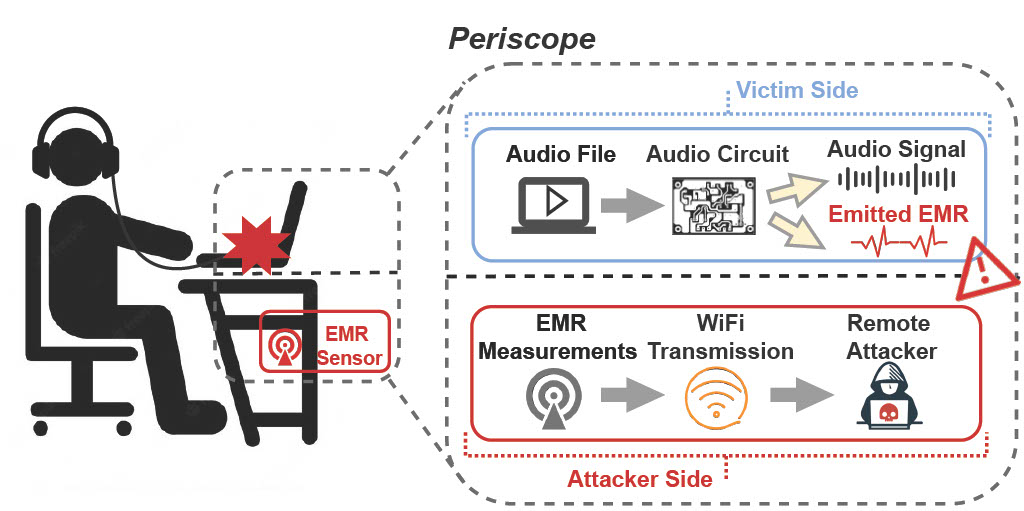 Periscope
Victim Side
Audio File
Audio Circuit
Audio Signal
Emitted EMR
EMR
Sensor
EMR
Measurements
WiFi
Transmission
Remote
Attacker
Attacker Side